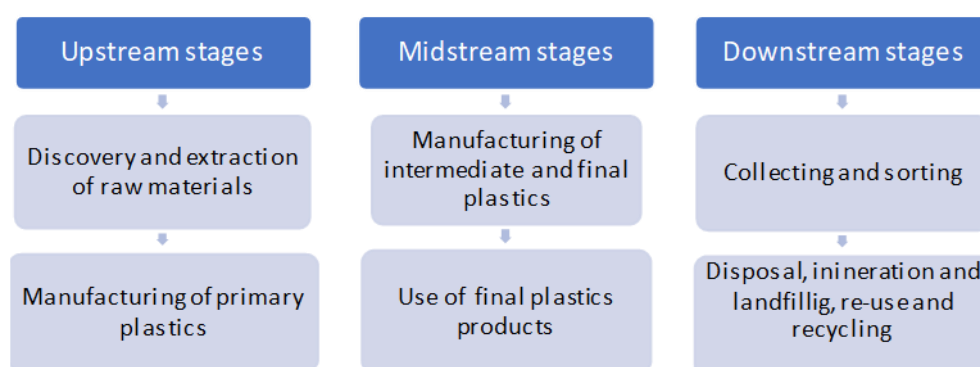 Upstream stages
Discovery and extraction
of raw materials
Manufacturing of primary
plastics
Midstream stages
Manufacturing of
intermediate and final
plastics
Use of final plastics
products
Downstream stages
Collecting and sorting
Disposal, inineration and
landfillig, re-use and
recycling